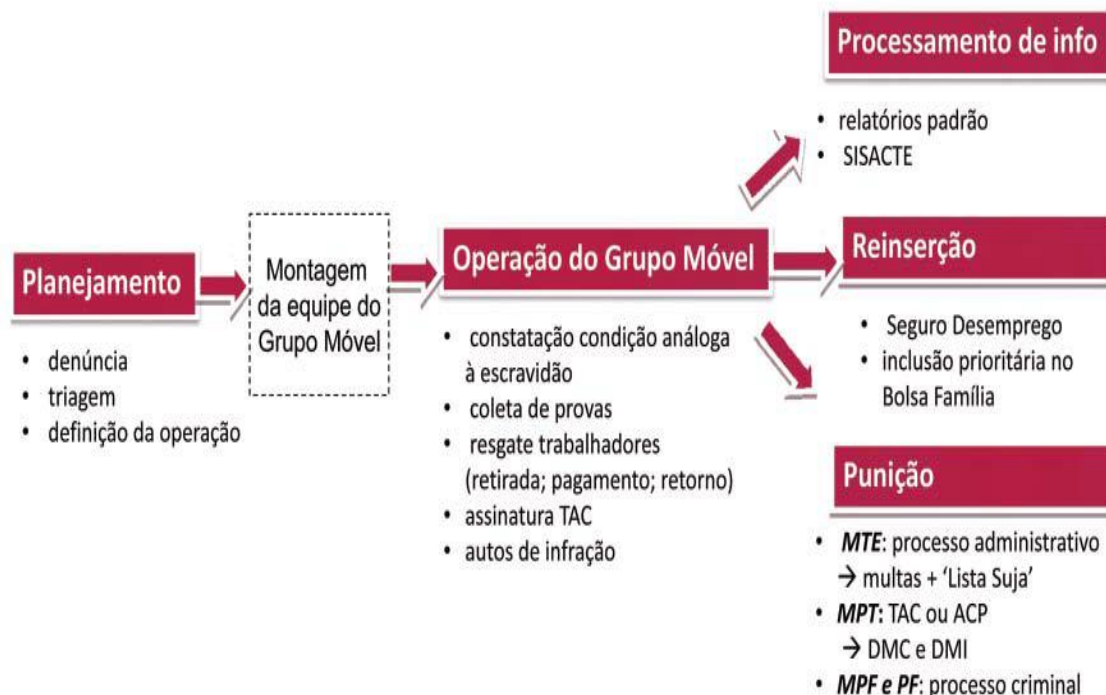 Planejamento
• denúncia
• triagem
• definição da operação
Montagem
da equipe do
Grupo Móvel
Operação do Grupo Móvel
• constatação condição análoga
à escravidão
• coleta de provas
• resgate trabalhadores
(retirada; pagamento; retorno)
• assinatura TAC
• autos de infração
Processamento de info
• relatórios padrão
• SISACTE
Reinserção
• Seguro Desemprego
• inclusão prioritária no
Bolsa Família
Punição
• MTE: processo administrativo
→ multas + ‘Lista Suja’
• MPT: TAC ou ACP
→ DMC e DMI
• MPF e PF: processo criminal